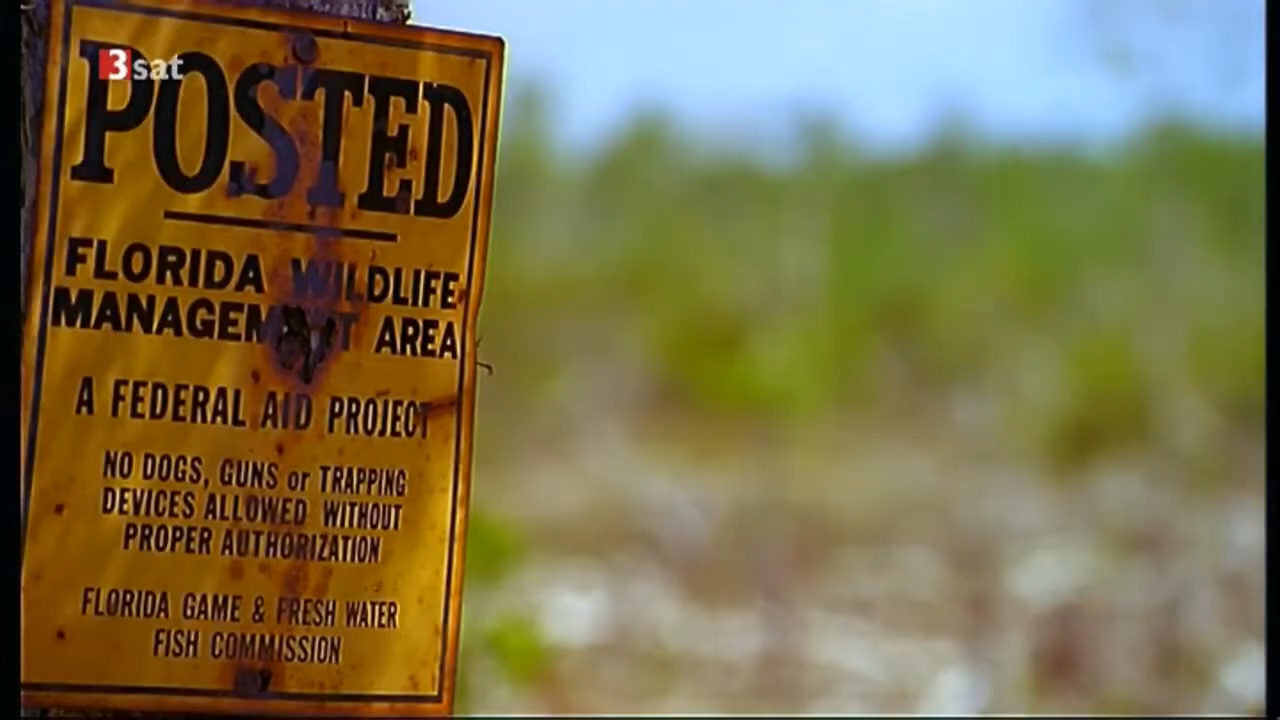 3sat
POSTED
FLORIDA WILDLIFE
MANAGEMENT AREA
A FEDERAL AID PROJECT
NO DOGS, GUNS or TRAPPING
DEVICES ALLOWED WITHOUT
PROPER AUTHORIZATION
FLORIDA GAME & FRESH WATER
FISH COMMISSION